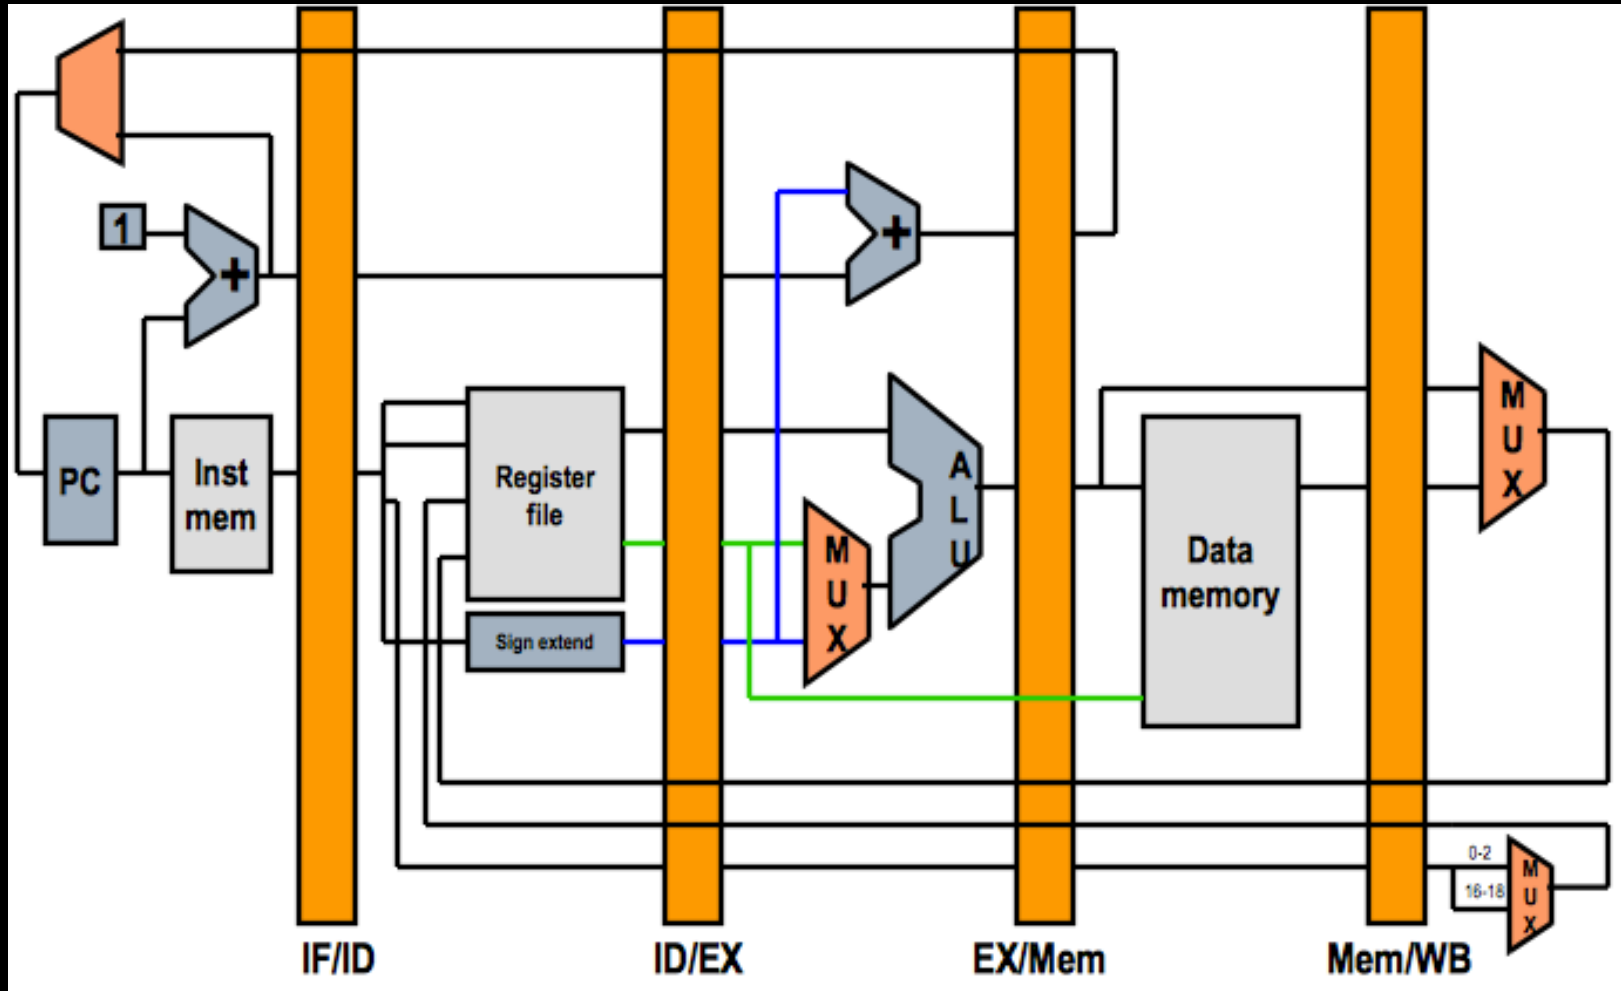 1
+
+
PC
Inst
mem
Register
file
Sign extend
M
U
X
A
L
U
Data
memory
M
U
X
0-2
16-18
M
U
X
IF/ID
ID/EX
EX/Mem
Mem/WB